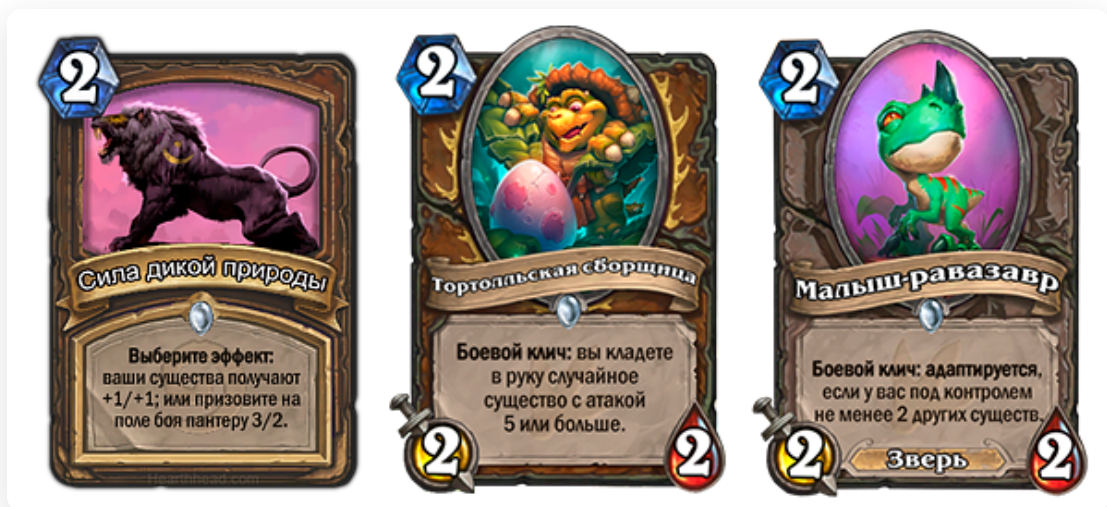 2
Сила дикой природы
Выберите эффект:
ваши существа получают
+1/+1; или призовите на
поле боя пантеру 3/2.
Hearthhead.com
2
Тортолльская сборщица
Боевой клич: вы кладете
в руку случайное
существо с атакой
5 или больше.
2
2
2
Малыш-равазавр
Боевой клич: адаптируется,
если у вас под контролем
не менее 2 других существ.
Зверь
2
2